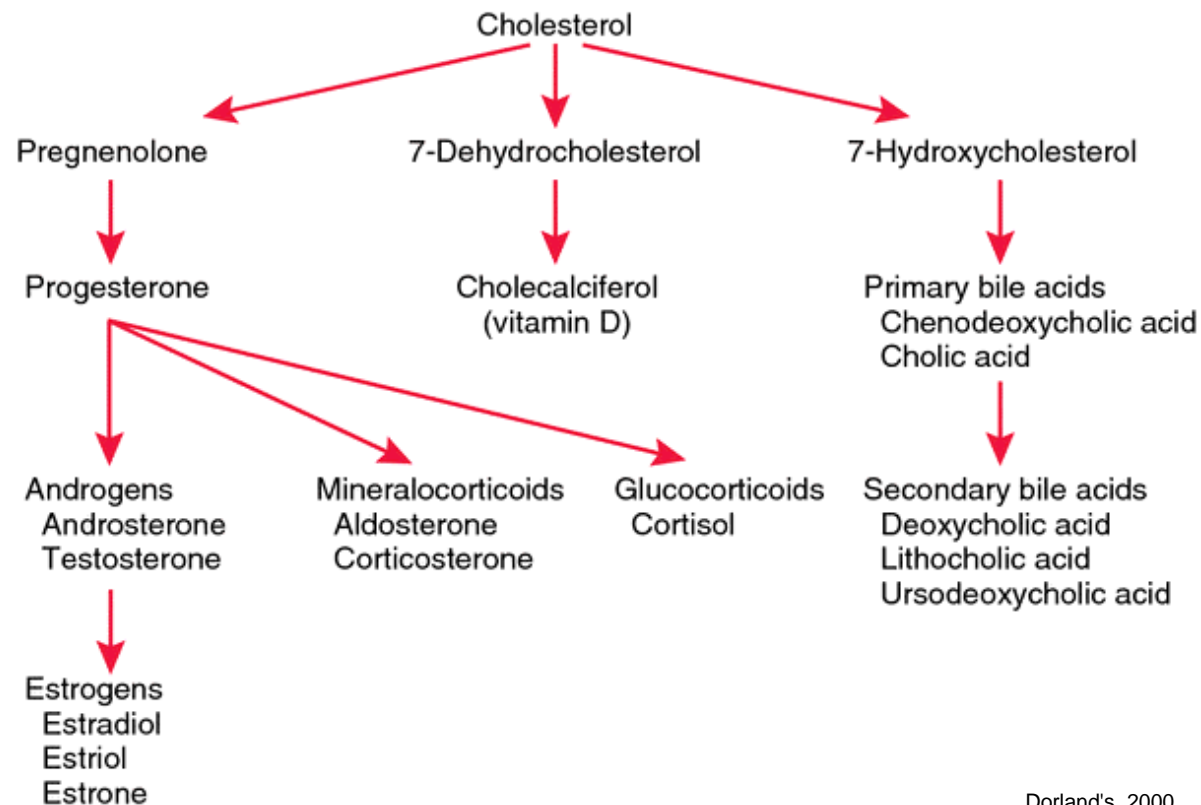 Cholesterol
Pregnenolone
7-Dehydrocholesterol
7-Hydroxycholesterol
Progesterone
Cholecalciferol
(vitamin D)
Primary bile acids
Chenodeoxycholic acid
Cholic acid
Androgens
Androsterone
Testosterone
Mineralocorticoids
Aldosterone
Corticosterone
Glucocorticoids
Cortisol
Secondary bile acids
Deoxycholic acid
Lithocholic acid
Ursodeoxycholic acid
Estrogens
Estradiol
Estriol
Estrone
Dorland's, 2000